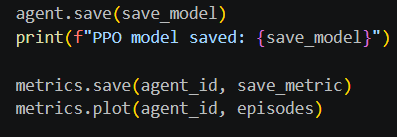 agent.save(save_model)
print(f"PPO model saved: {save_model}")
metrics.save(agent_id, save_metric)
metrics.plot(agent_id, episodes)